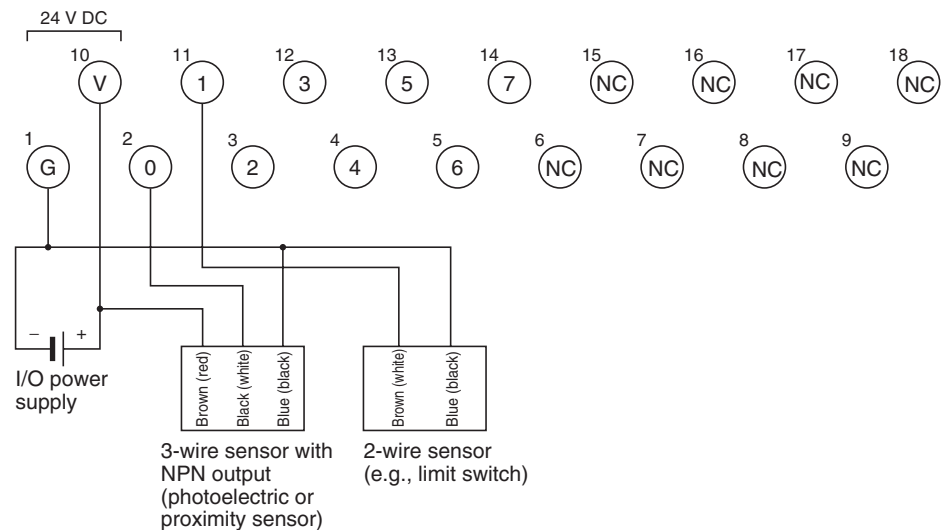 24 V DC
10 11 12 13 14 15 16 17 18
V 1 3 5 7 NC NC NC NC
1 2 3 4 5 6 7 8 9
G 0 2 4 6 NC NC NC NC
− +
I/O power
supply
Brown (red)
Black (white)
Blue (black)
Brown (white)
Blue (black)
3-wire sensor with
NPN output
(photoelectric or
proximity sensor)
2-wire sensor
(e.g., limit switch)